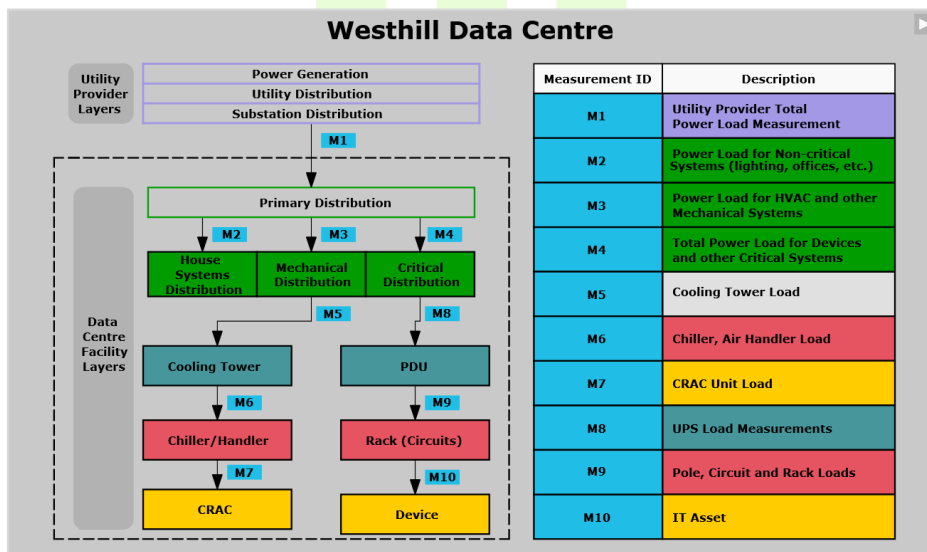 Westhill Data Centre
Utility
Provider
Layers
Power Generation
Utility Distribution
Substation Distribution
M1
Primary Distribution
M2
M3
M4
House
Systems
Distribution
Mechanical
Distribution
Critical
Distribution
M5
M8
Data
Centre
Facility
Layers
Cooling Tower
PDU
M6
M9
Chiller/Handler
Rack (Circuits)
M7
M10
CRAC
Device
Measurement ID
Description
M1
Utility Provider Total
Power Load Measurement
M2
Power Load for Non-critical
Systems (lighting, offices, etc.)
M3
Power Load for HVAC and other
Mechanical Systems
M4
Total Power Load for Devices
and other Critical Systems
M5
Cooling Tower Load
M6
Chiller, Air Handler Load
M7
CRAC Unit Load
M8
UPS Load Measurements
M9
Pole, Circuit and Rack Loads
M10
IT Asset